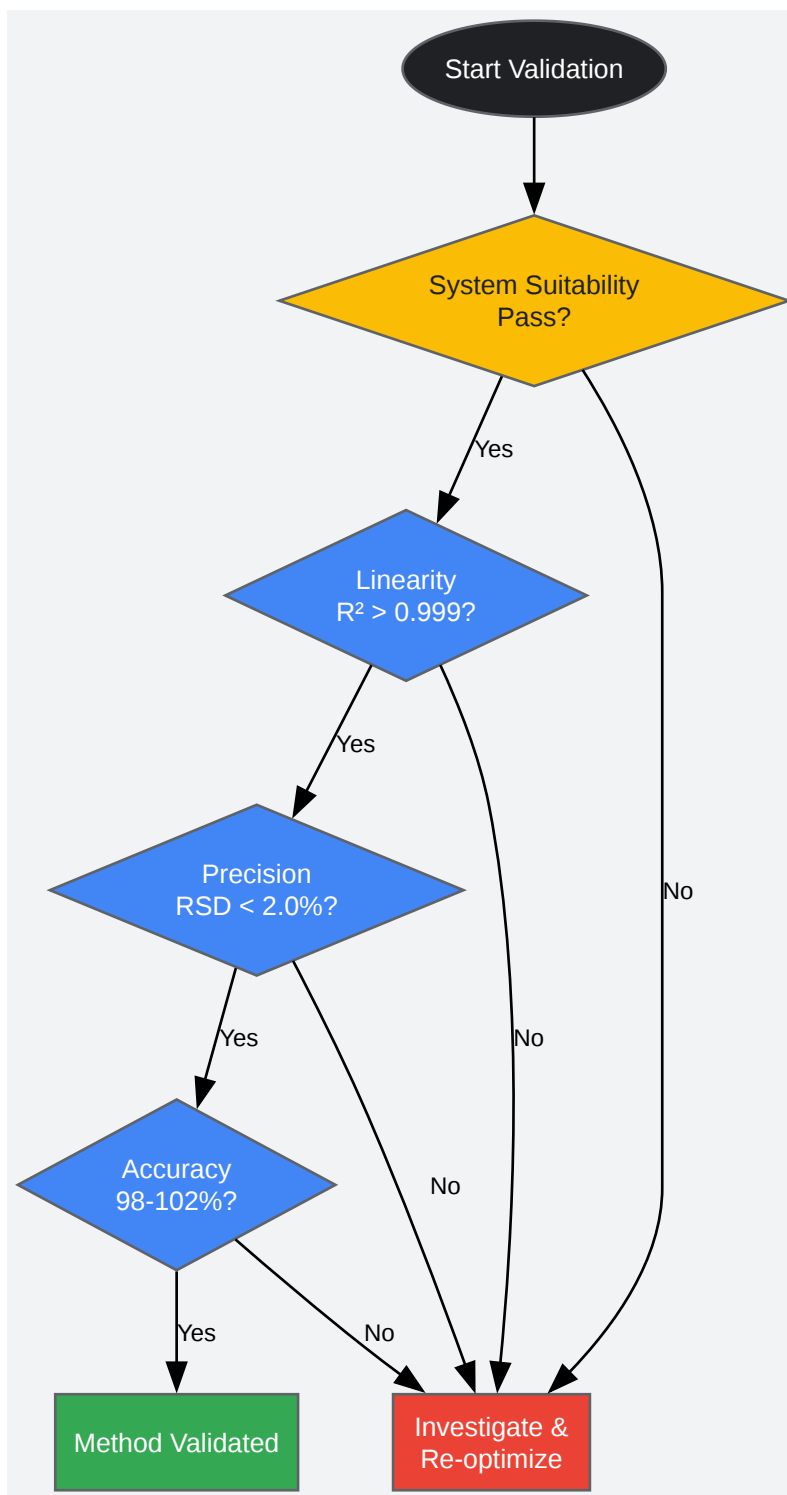 Start Validation
System Suitability
Pass?
Yes
Linearity
R² > 0.999?
Yes
Precision
RSD < 2.0%?
No
Yes
No
Accuracy
98-102%?
No
Yes
No
Method Validated
Investigate &
Re-optimize